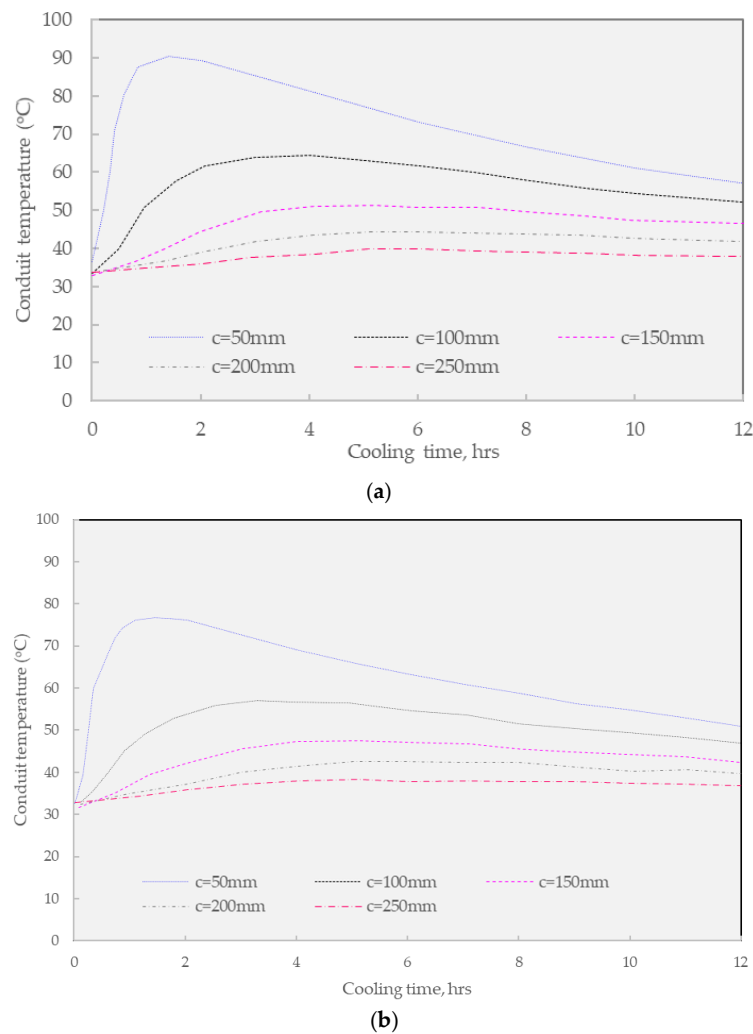 100
90
80
70
60
50
40
30
20
10
0
Conduit temperature (°C)
c=50mm c=100mm c=150mm
c=200mm c=250mm
0 2 4 6 8 10 12
Cooling time, hrs
(a)
100
90
80
70
60
50
40
30
20
10
0
Conduit temperature (°C)
c=50mm c=100mm c=150mm
c=200mm c=250mm
0 2 4 6 8 10 12
Cooling time, hrs
(b)